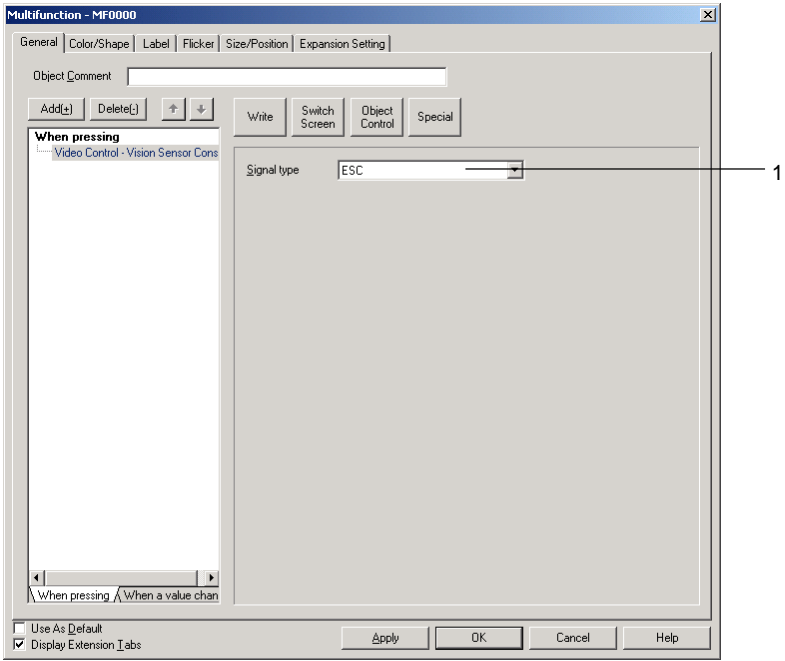 Multifunction - MF0000
General Color/Shape Label Flicker Size/Position Expansion Setting
Object Comment
Add(+) Delete(-)
Write Switch Screen Object Control Special
When pressing
Video Control - Vision Sensor Cons
Signal type ESC
1
When pressing When a value chan
Use As Default
Display Extension Tabs
Apply OK Cancel Help